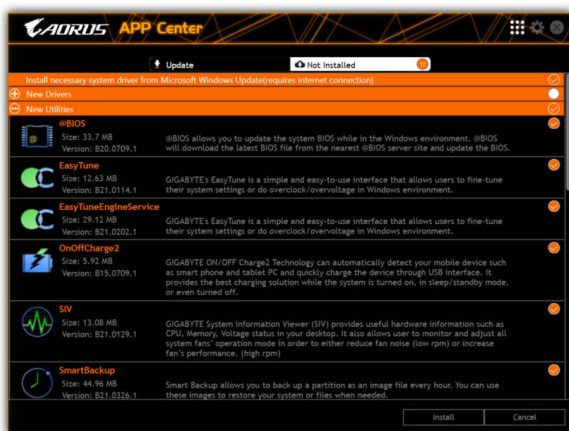 AORUS APP Center
Update
Not Installed
Install necessary system driver from Microsoft Windows Update(requires internet connection)
New Drivers
New Utilities
@BIOS
Size: 33.7 MB
Version: B20.0709.1
@BIOS allows you to update the system BIOS while in the Windows environment. @BIOS
will download the latest BIOS file from the nearest @BIOS server site and update the BIOS.
EasyTune
Size: 12.63 MB
Version: B21.0114.1
GIGABYTE's EasyTune is a simple and easy-to-use interface that allows users to fine-tune
their system settings or do overclock/overvoltage in Windows environment.
EasyTuneEngineService
Size: 29.12 MB
Version: B21.0202.1
GIGABYTE's EasyTune is a simple and easy-to-use interface that allows users to fine-tune
their system settings or do overclock/overvoltage in Windows environment.
OnOffCharge2
Size: 5.92 MB
Version: B15.0709.1
GIGABYTE ON/OFF Charge2 Technology can automatically detect your mobile device such
as smart phone and tablet PC and quickly charge the device through USB interface. It
provides the best charging solution while the system is turned on, in sleep/standby mode,
or even turned off.
SIV
Size: 13.08 MB
Version: B21.0129.1
GIGABYTE System Information Viewer (SIV) provides useful hardware information such as
CPU, Memory, Voltage status in your desktop. It also allows user to monitor and adjust all
system fans' operation mode in order to either reduce fan noise (low rpm) or increase
fan's performance. (high rpm)
SmartBackup
Size: 44.96 MB
Version: B21.0326.1
Smart Backup allows you to back up a partition as an image file every hour. You can use
these images to restore your system or files when needed.
Install
Cancel